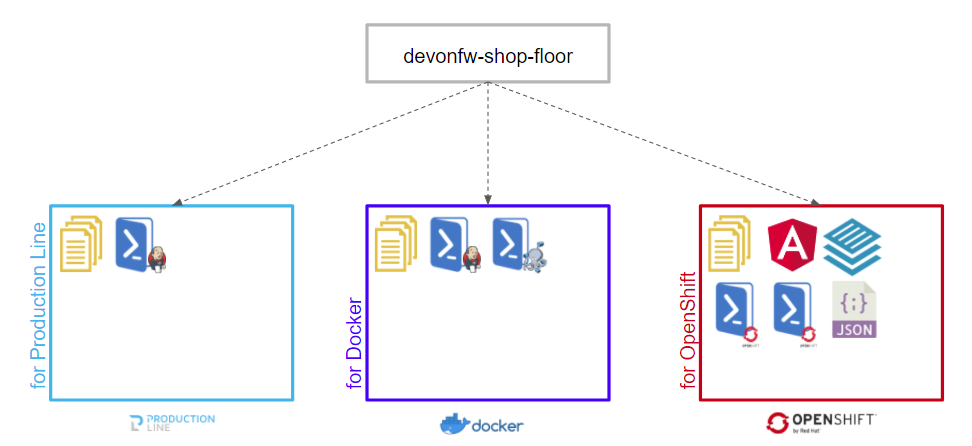 devonfw-shop-floor
for Production Line
for Docker
for OpenShift
A
JSON
PRODUCTION
LINE
docker
OPENSHIFT
by Red Hat